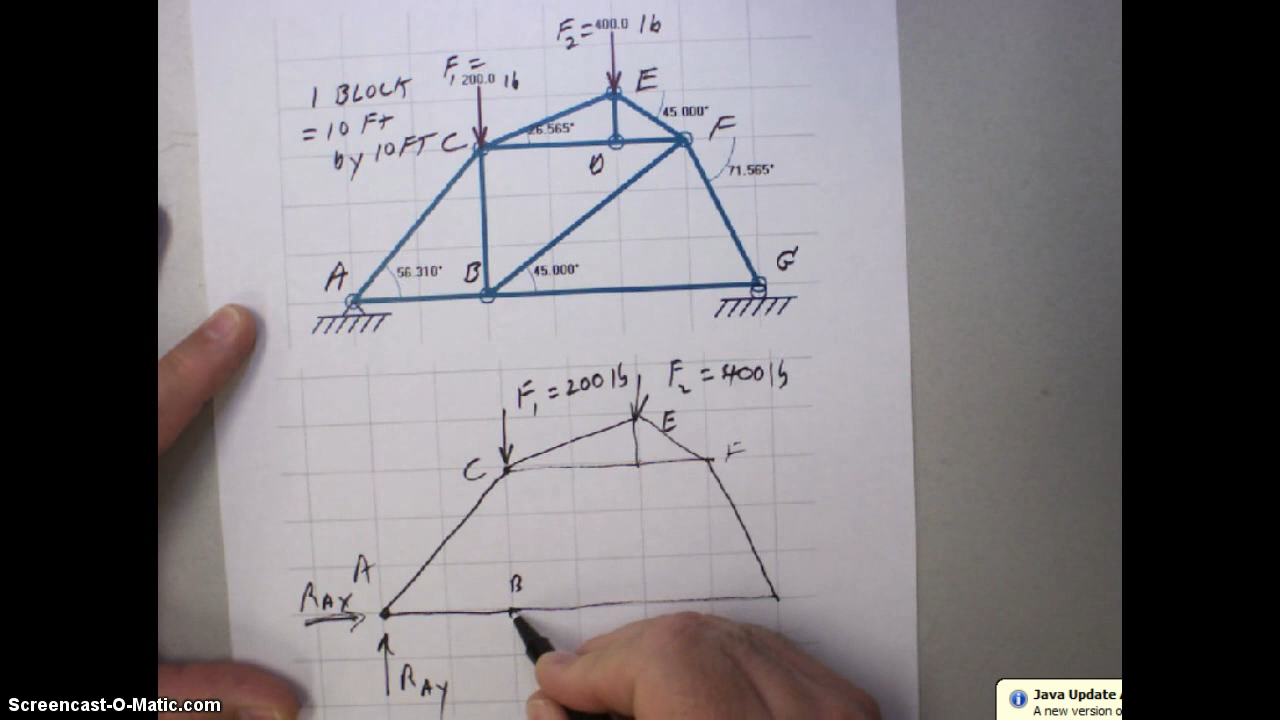 F₂ = 400.0 lb
F₁ = 200.0 lb
1 BLOCK
= 10 Ft
by 10 FT
E
45.000°
C
26.565°
F
D
71.565°
A
56.310°
B
45.000°
G
F₁ = 200 lb
F₂ = 400 lb
E
C
F
A
B
RAX
RAY
Screencast-O-Matic.com
Java Update A
A new version o